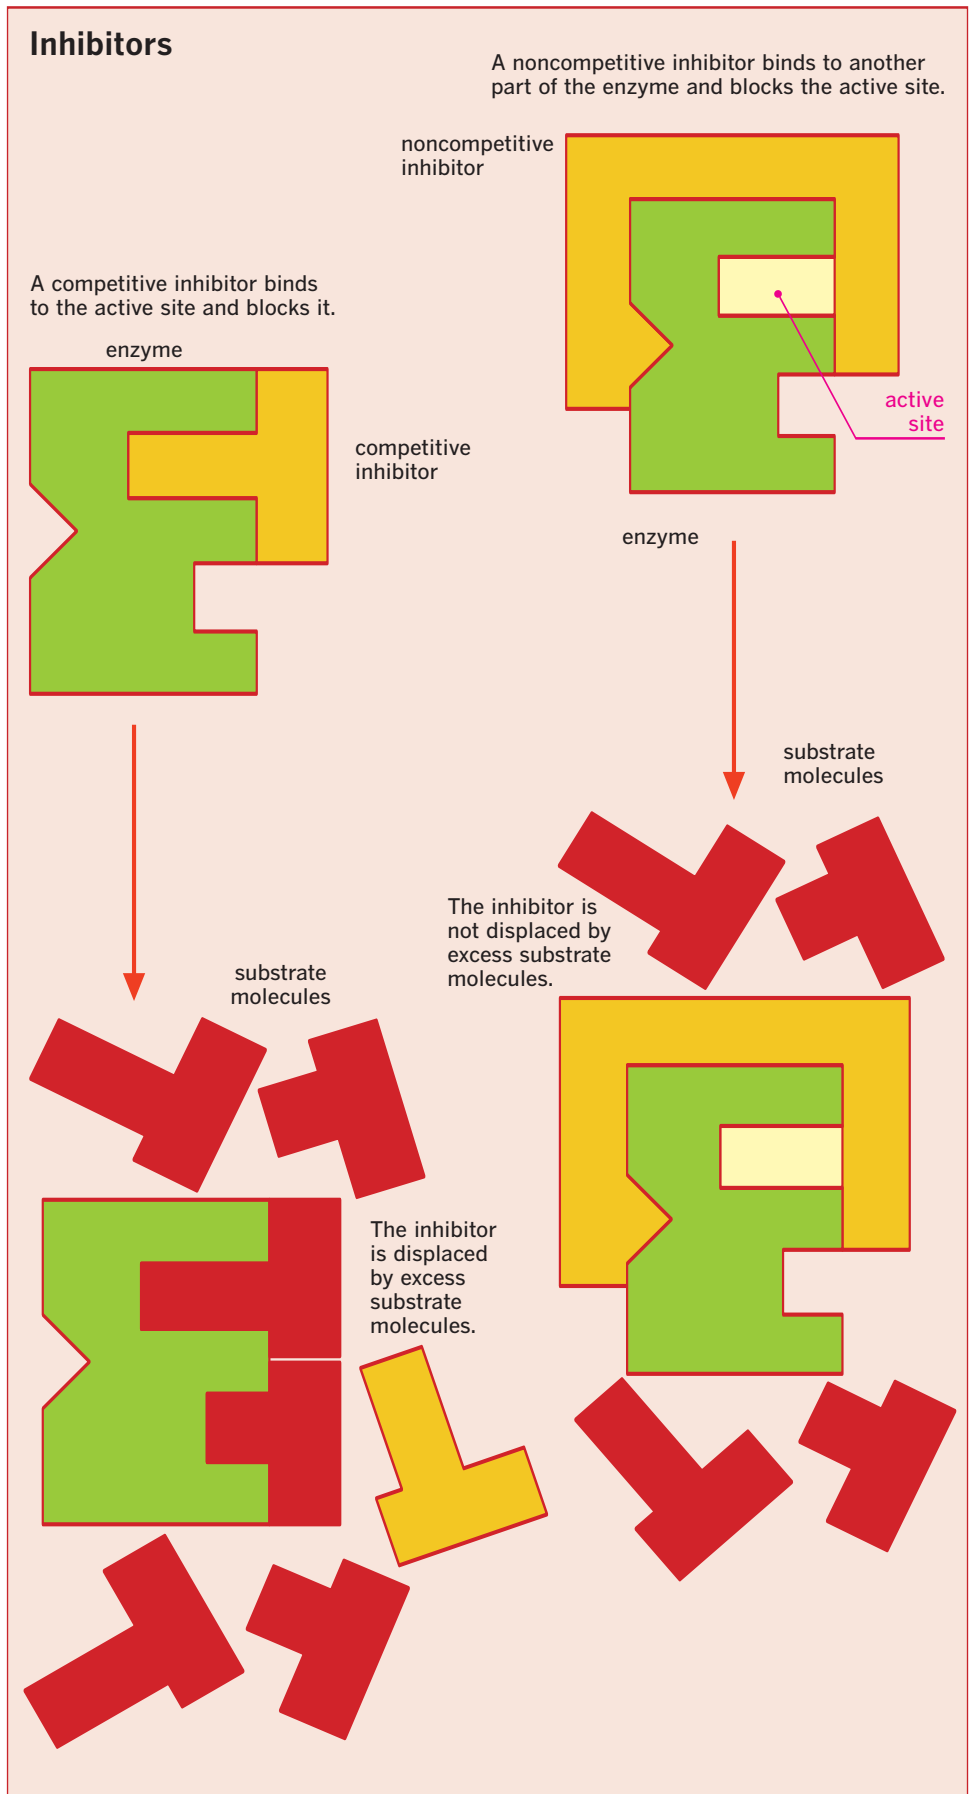 Inhibitors
A noncompetitive inhibitor binds to another
part of the enzyme and blocks the active site.
noncompetitive
inhibitor
active
site
enzyme
substrate
molecules
The inhibitor is
not displaced by
excess substrate
molecules.
A competitive inhibitor binds
to the active site and blocks it.
enzyme
competitive
inhibitor
substrate
molecules
The inhibitor
is displaced
by excess
substrate
molecules.